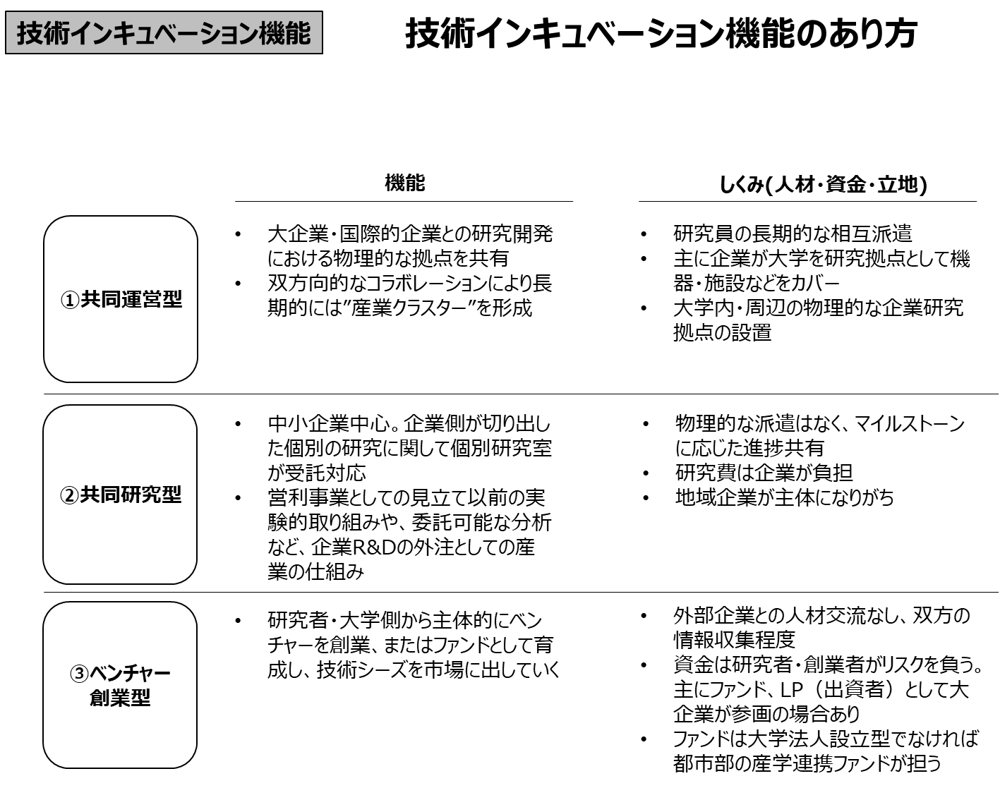 技術インキュベーション機能
技術インキュベーション機能のあり方
機能
しくみ(人材・資金・立地)
①共同運営型
• 大企業・国際的企業との研究開発
における物理的な拠点を共有
• 双方向的なコラボレーションにより長
期的には”産業クラスター”を形成
• 研究員の長期的な相互派遣
• 主に企業が大学を研究拠点として機
器・施設などをカバー
• 大学内・周辺の物理的な企業研究
拠点の設置
②共同研究型
• 中小企業中心。企業側が切り出し
た個別の研究に関して個別研究室
が受託対応
• 営利事業としての見立て以前の実
験的取り組みや、委託可能な分析
など、企業R&Dの外注としての産
業の仕組み
• 物理的な派遣はなく、マイルストーン
に応じた進捗共有
• 研究費は企業が負担
• 地域企業が主体になりがち
③ベンチャー
創業型
• 研究者・大学側から主体的にベン
チャーを創業、またはファンドとして育
成し、技術シーズを市場に出していく
• 外部企業との人材交流なし、双方の
情報収集程度
• 資金は研究者・創業者がリスクを負う。
主にファンド、LP（出資者）として大
企業が参画の場合あり
• ファンドは大学法人設立型でなければ
都市部の産学連携ファンドが担う